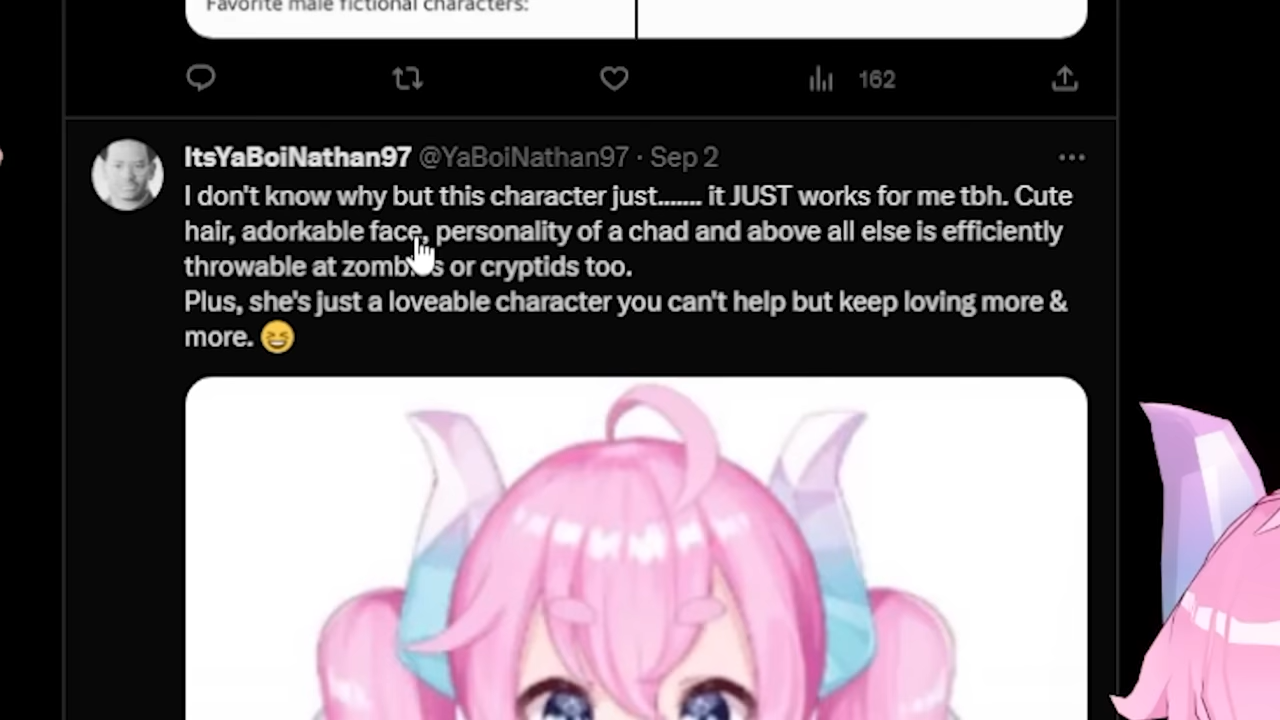 Favorite male fictional characters:
162
ItsYaBoiNathan97 @YaBoiNathan97 · Sep 2
I don't know why but this character just....... it JUST works for me tbh. Cute
hair, adorkable face, personality of a chad and above all else is efficiently
throwable at zombies or cryptids too.
Plus, she's just a loveable character you can't help but keep loving more &
more. 😆